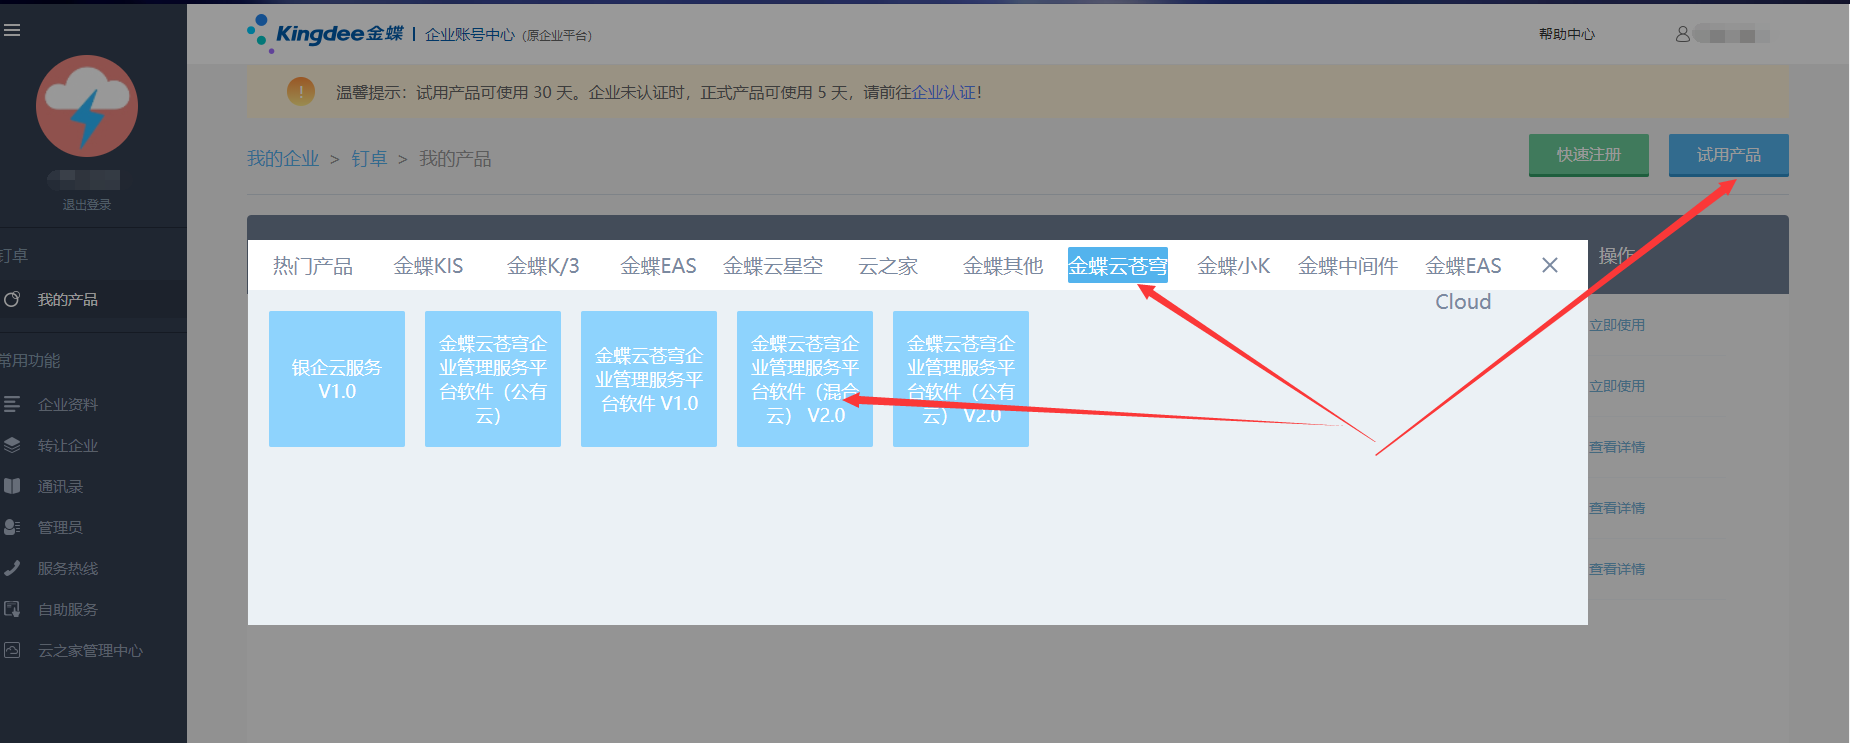 Kingdee金蝶 | 企业账号中心（原企业平台）
帮助中心
温馨提示：试用产品可使用 30 天。企业未认证时，正式产品可使用 5 天，请前往企业认证！
我的企业 > 钉卓 > 我的产品
快速注册
试用产品
退出登录
钉卓
我的产品
常用功能
企业资料
转让企业
通讯录
管理员
服务热线
自助服务
云之家管理中心
热门产品
金蝶KIS
金蝶K/3
金蝶EAS
金蝶云星空
云之家
金蝶其他
金蝶云苍穹
金蝶小K
金蝶中间件
金蝶EAS
Cloud
操作
银企云服务
V1.0
金蝶云苍穹企
业管理服务平
台软件（公有
云）
金蝶云苍穹企
业管理服务平
台软件 V1.0
金蝶云苍穹企
业管理服务平
台软件（混合
云） V2.0
金蝶云苍穹企
业管理服务平
台软件（公有
云） V2.0
立即使用
立即使用
查看详情
查看详情
查看详情